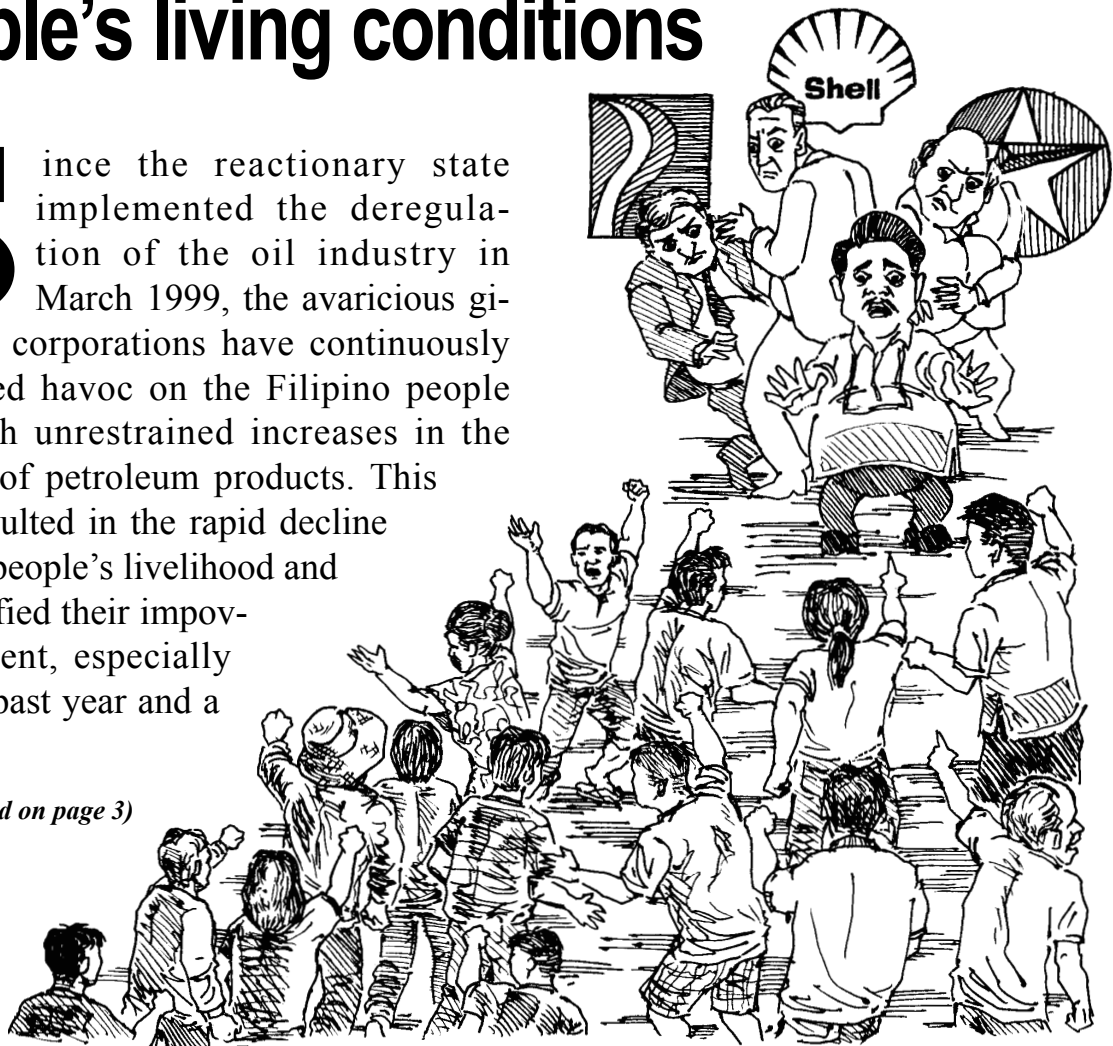 ple's living conditions
Shell
ince the reactionary state
implemented the deregula-
tion of the oil industry in
March 1999, the avaricious gi-
corporations have continuously
ed havoc on the Filipino people
h unrestrained increases in the
of petroleum products. This
ulted in the rapid decline
people's livelihood and
fied their impov-
ent, especially
past year and a
d on page 3)